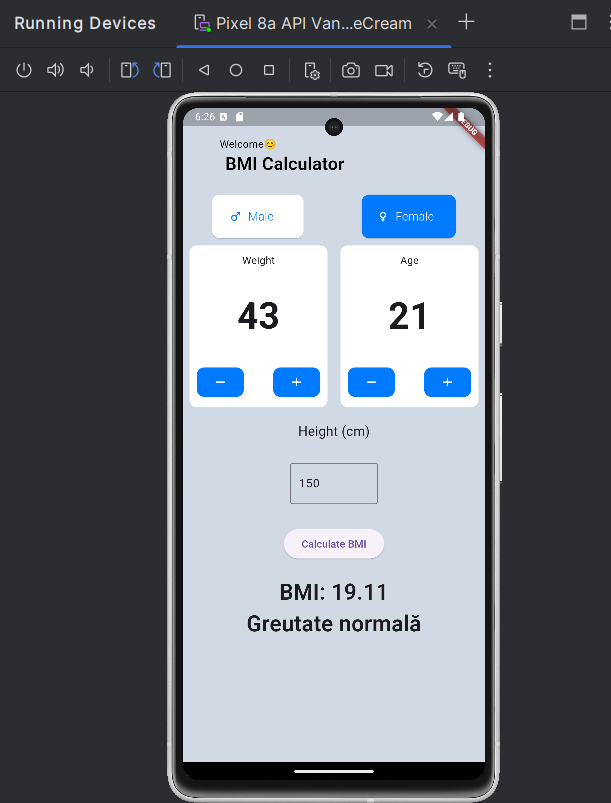 Running Devices
Pixel 8a API Van...eCream
6:26
DEBUG
Welcome😊
BMI Calculator
♂ Male
♀ Female
Weight
Age
43
21
− +
− +
Height (cm)
150
Calculate BMI
BMI: 19.11
Greutate normală